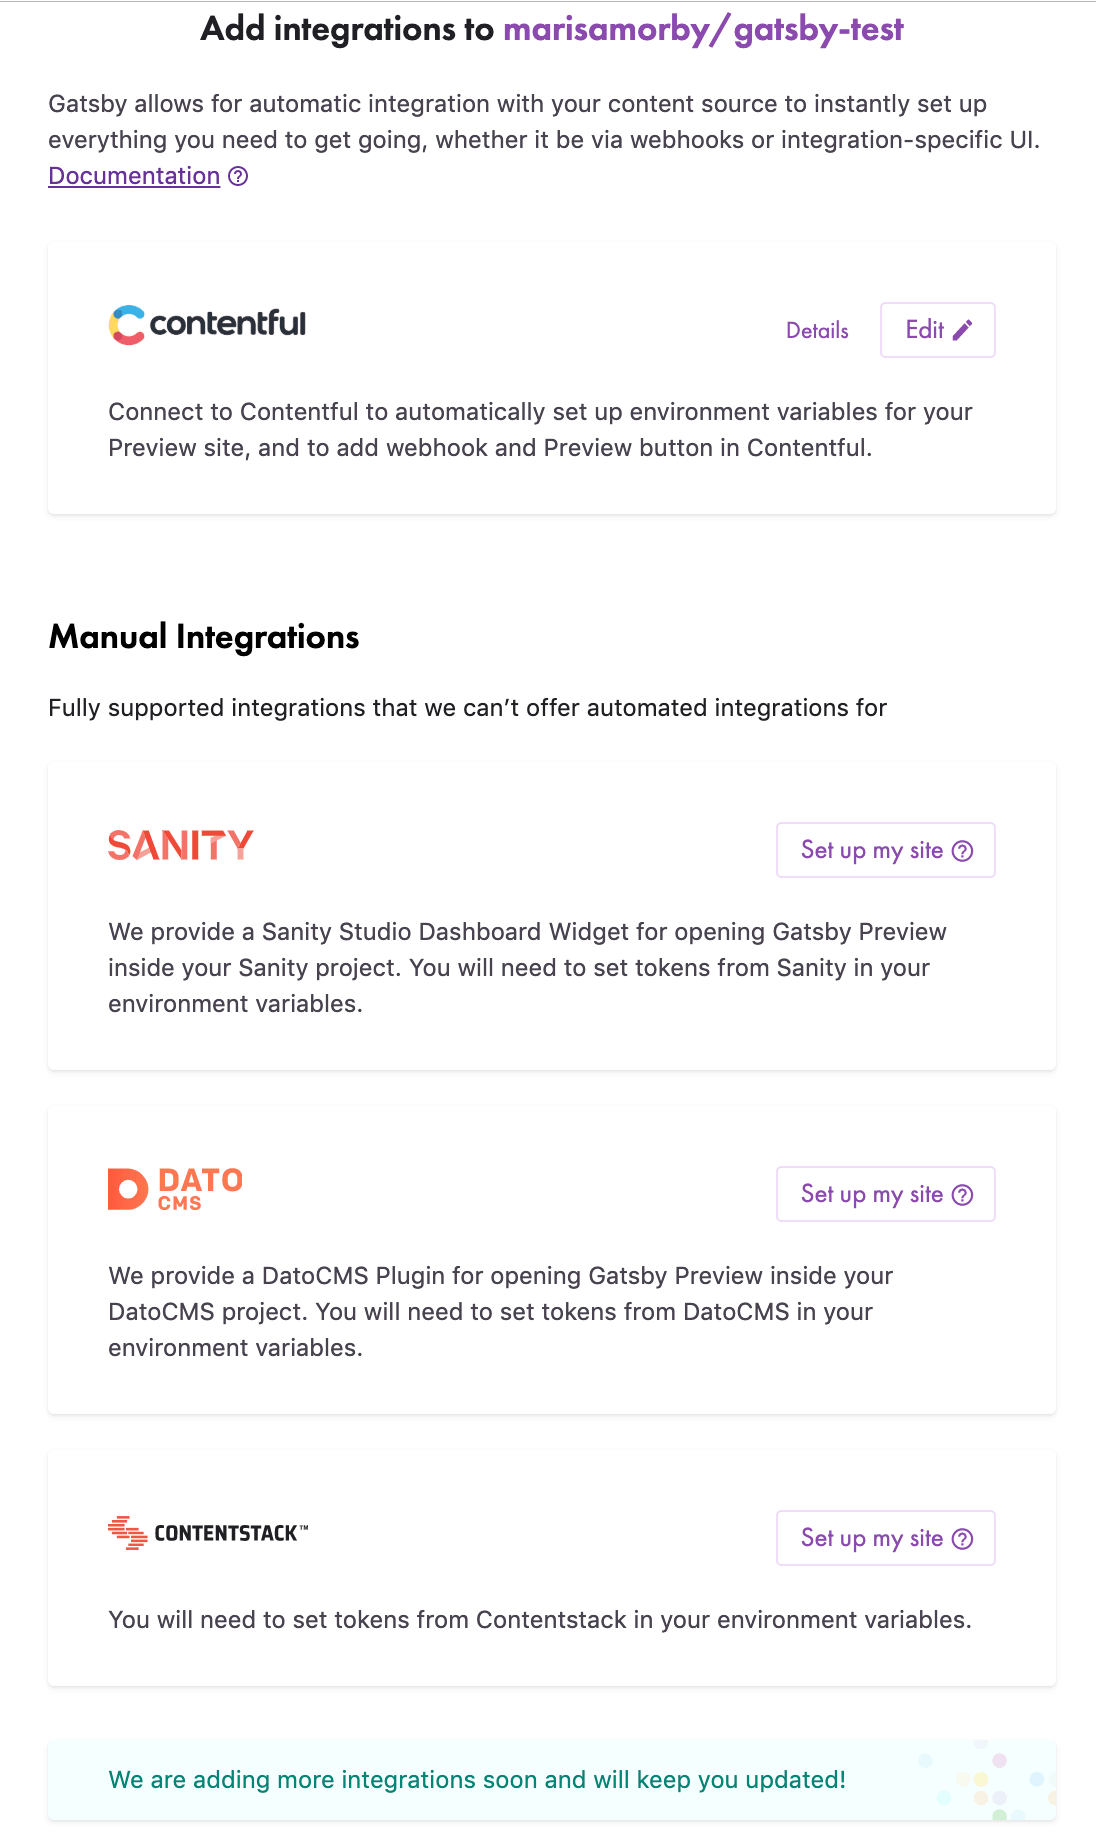 Add integrations to marisamorby/gatsby-test
Gatsby allows for automatic integration with your content source to instantly set up
everything you need to get going, whether it be via webhooks or integration-specific UI.
Documentation
contentful
Details
Edit
Connect to Contentful to automatically set up environment variables for your
Preview site, and to add webhook and Preview button in Contentful.
Manual Integrations
Fully supported integrations that we can't offer automated integrations for
SANITY
Set up my site
We provide a Sanity Studio Dashboard Widget for opening Gatsby Preview
inside your Sanity project. You will need to set tokens from Sanity in your
environment variables.
DATO
CMS
Set up my site
We provide a DatoCMS Plugin for opening Gatsby Preview inside your
DatoCMS project. You will need to set tokens from DatoCMS in your
environment variables.
CONTENTSTACK™
Set up my site
You will need to set tokens from Contentstack in your environment variables.
We are adding more integrations soon and will keep you updated!